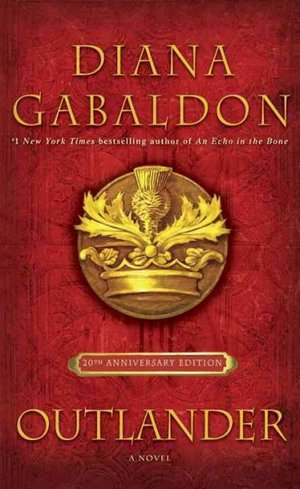 DIANA
GABALDON
#1 New York Times bestselling author of An Echo in the Bone
20TH ANNIVERSARY EDITION
OUTLANDER
A NOVEL